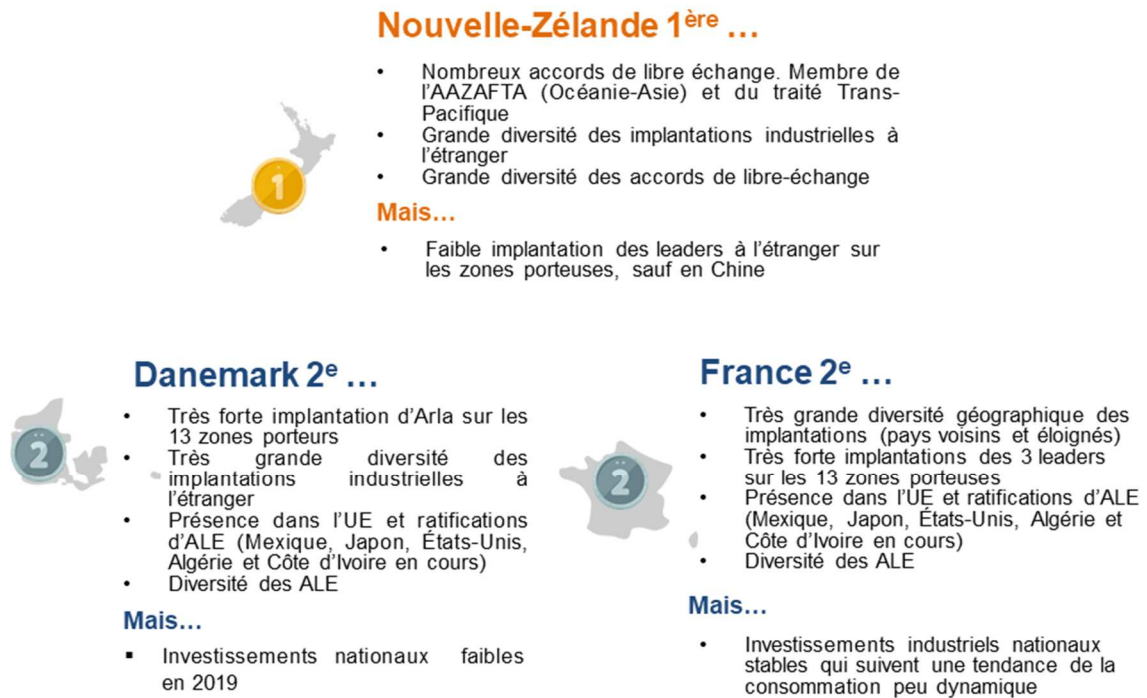 Nouvelle-Zélande 1ère …
• Nombreux accords de libre échange. Membre de
l'AAZAFTA (Océanie-Asie) et du traité Trans-
Pacifique
• Grande diversité des implantations industrielles à
l'étranger
• Grande diversité des accords de libre-échange
1
Mais…
• Faible implantation des leaders à l'étranger sur
les zones porteuses, sauf en Chine
Danemark 2e …
• Très forte implantation d'Arla sur les
13 zones porteurs
2
• Très grande diversité des
implantations industrielles à
l'étranger
• Présence dans l'UE et ratifications
d'ALE (Mexique, Japon, États-Unis,
Algérie et Côte d'Ivoire en cours)
• Diversité des ALE
Mais…
▪ Investissements nationaux faibles
en 2019
France 2e …
• Très grande diversité géographique des
implantations (pays voisins et éloignés)
• Très forte implantations des 3 leaders
sur les 13 zones porteuses
2
• Présence dans l'UE et ratifications d'ALE
(Mexique, Japon, États-Unis, Algérie et
Côte d'Ivoire en cours)
• Diversité des ALE
Mais…
• Investissements industriels nationaux
stables qui suivent une tendance de la
consommation peu dynamique